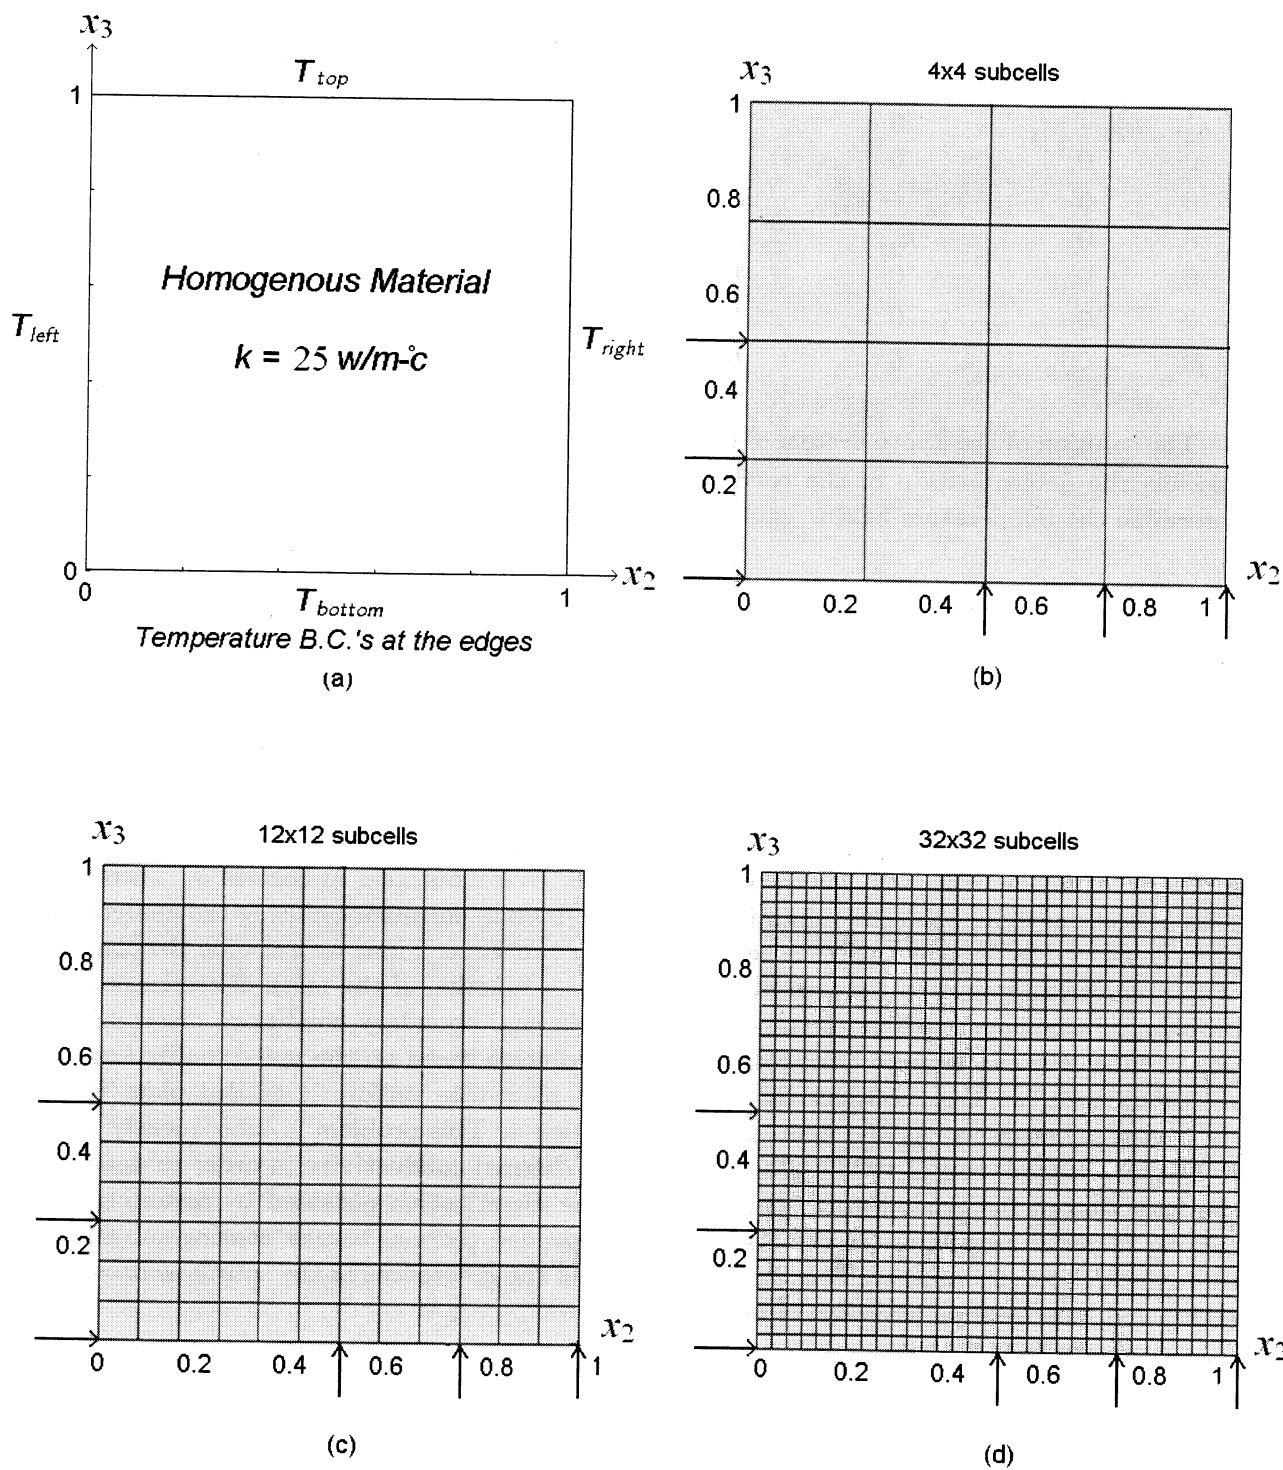 x3
T top
1
Homogenous Material
T left
k = 25 w/m-°c
T right
0
0
1
x2
T bottom
Temperature B.C.'s at the edges
(a)
x3
4x4 subcells
1
0.8
0.6
0.4
0.2
0
0.2
0.4
0.6
0.8
1
x2
(b)
x3
12x12 subcells
1
0.8
0.6
0.4
0.2
x2
0
0.2
0.4
0.6
0.8
1
(c)
x3
32x32 subcells
1
0.8
0.6
0.4
0.2
0
0.2
0.4
0.6
0.8
1
x2
(d)